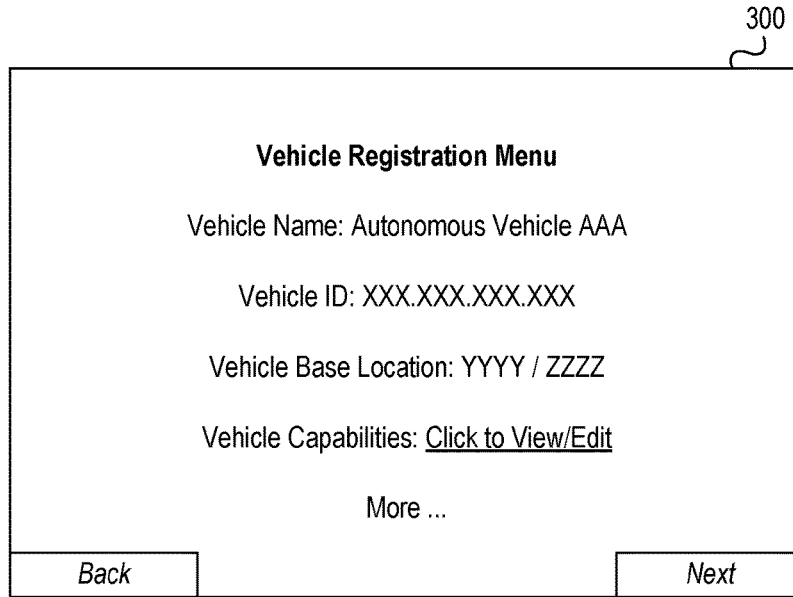 300
Vehicle Registration Menu
Vehicle Name: Autonomous Vehicle AAA
Vehicle ID: XXX.XXX.XXX.XXX
Vehicle Base Location: YYYY / ZZZZ
Vehicle Capabilities: Click to View/Edit
More ...
Back
Next